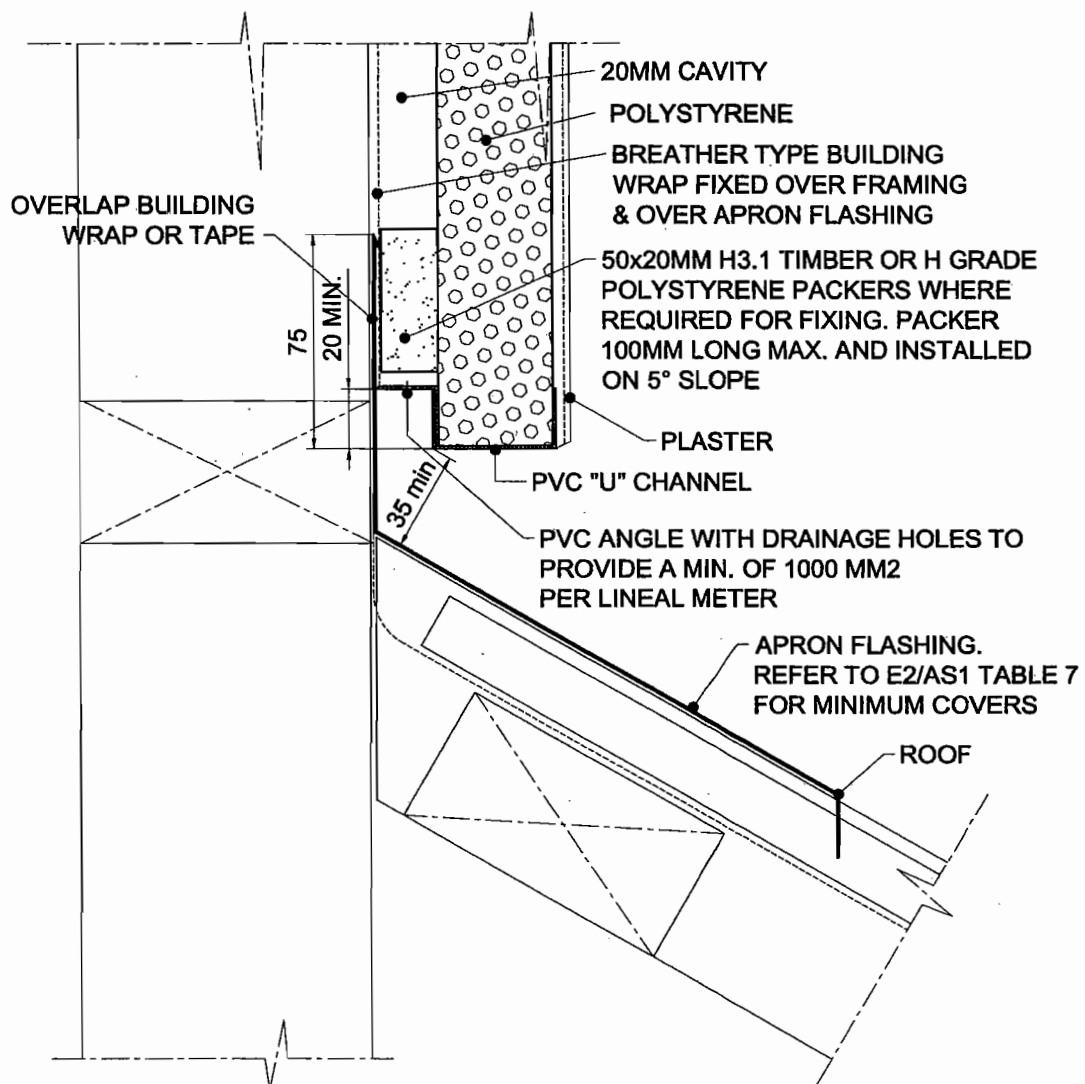 20MM CAVITY
POLYSTYRENE
BREATHER TYPE BUILDING
WRAP FIXED OVER FRAMING
& OVER APRON FLASHING
OVERLAP BUILDING
WRAP OR TAPE
50x20MM H3.1 TIMBER OR H GRADE
POLYSTYRENE PACKERS WHERE
REQUIRED FOR FIXING. PACKER
100MM LONG MAX. AND INSTALLED
ON 5° SLOPE
75
20 MIN.
PLASTER
PVC "U" CHANNEL
35 min
PVC ANGLE WITH DRAINAGE HOLES TO
PROVIDE A MIN. OF 1000 MM2
PER LINEAL METER
APRON FLASHING.
REFER TO E2/AS1 TABLE 7
FOR MINIMUM COVERS
ROOF